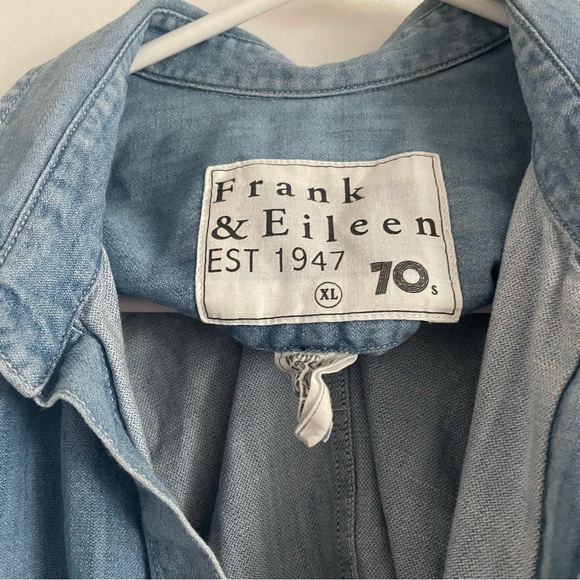 Frank
& Eileen
EST 1947
XL
70s